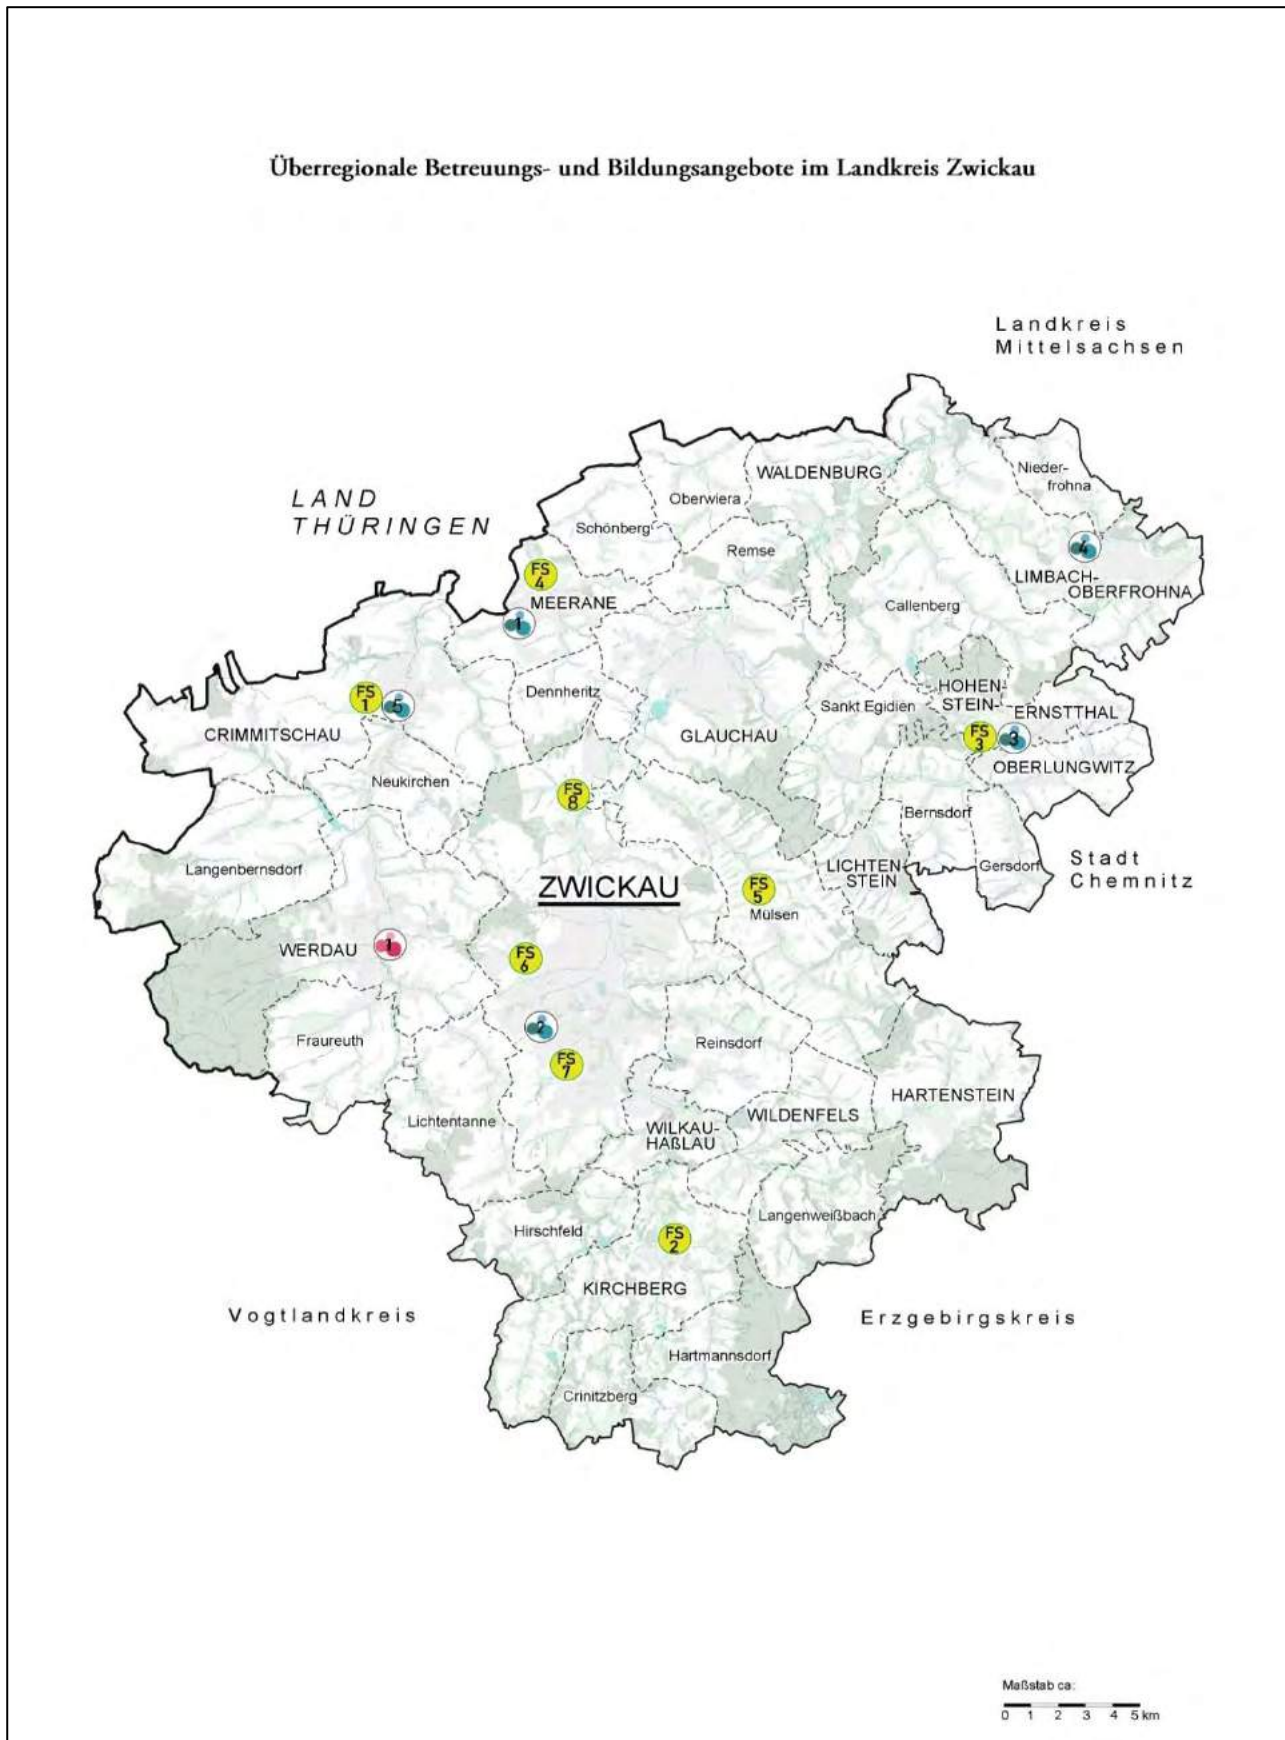 Überregionale Betreuungs- und Bildungsangebote im Landkreis Zwickau
Landkreis
Mittelsachsen
LAND
THÜRINGEN
WALDENBURG
Nieder-
frohna
Oberwiera
Schönberg
Remse
4
FS
4
MEERANE
LIMBACH-
OBERFROHNA
Callenberg
1
Dennheritz
HOHEN-
STEIN-
ERNSTTHAL
FS
1
5
Sankt Egidien
CRIMMITSCHAU
GLAUCHAU
FS
3
3
OBERLUNGWITZ
Neukirchen
FS
8
Bernsdorf
Langenbernsdorf
LICHTEN
STEIN
Gersdorf
Stadt
Chemnitz
ZWICKAU
FS
5
Mülsen
WERDAU
1
FS
6
2
Fraureuth
Reinsdorf
FS
7
HARTENSTEIN
Lichtentanne
WILKAU-
HAßLAU
WILDENFELS
Langenweißbach
Hirschfeld
FS
2
KIRCHBERG
Vogtlandkreis
Erzgebirgskreis
Hartmannsdorf
Crinitzberg
Maßstab ca:
0 1 2 3 4 5 km